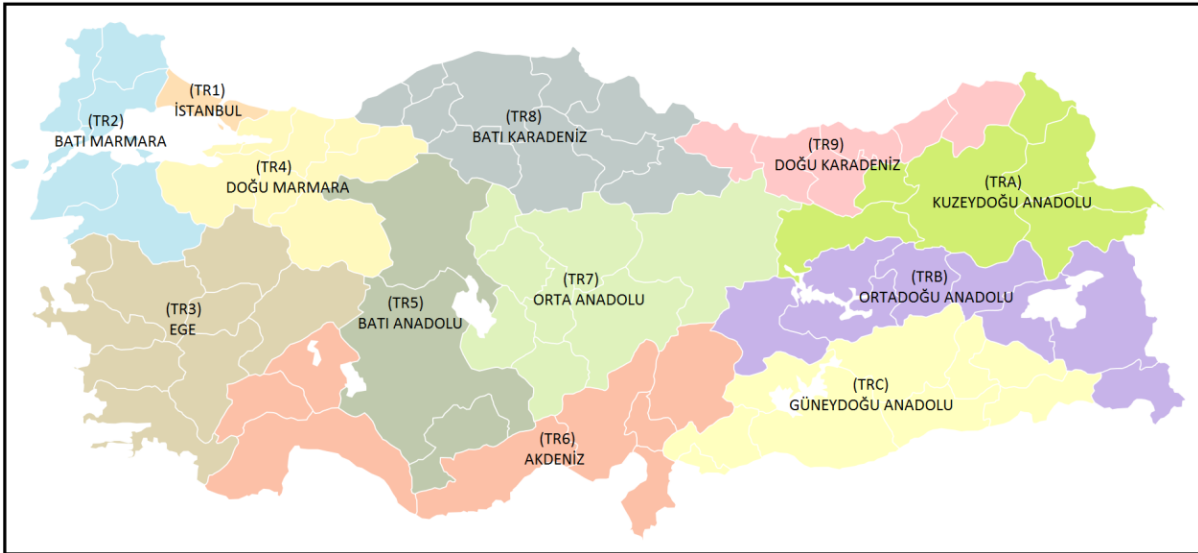 (TR1)
İSTANBUL
(TR2)
BATI MARMARA
(TR8)
BATI KARADENİZ
(TR9)
DOĞU KARADENİZ
(TR4)
DOĞU MARMARA
(TRA)
KUZEYDOĞU ANADOLU
(TR7)
ORTA ANADOLU
(TRB)
ORTADOĞU ANADOLU
(TR3)
EGE
(TR5)
BATI ANADOLU
(TRC)
GÜNEYDOĞU ANADOLU
(TR6)
AKDENİZ